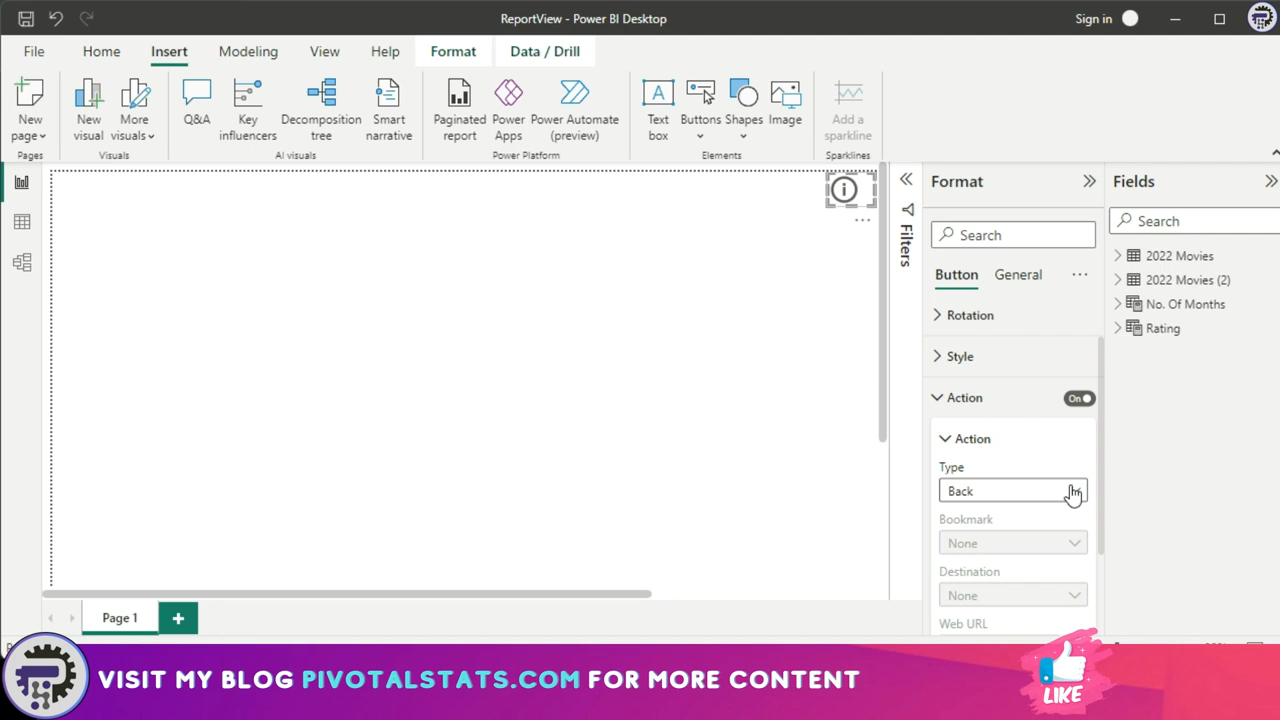 ReportView - Power BI Desktop
Sign in
File
Home
Insert
Modeling
View
Help
Format
Data / Drill
New page
New visual
More visuals
Q&A
Key influencers
Decomposition tree
Smart narrative
Paginated report
Power Apps
Power Automate (preview)
Text box
Buttons
Shapes
Image
Add a sparkline
Pages
Visuals
AI visuals
Power Platform
Elements
Sparklines
Filters
Format
Search
Button
General
Rotation
Style
Action
On
Action
Type
Back
Bookmark
None
Destination
None
Web URL
Fields
Search
2022 Movies
2022 Movies (2)
No. Of Months
Rating
Page 1
VISIT MY BLOG PIVOTALSTATS.COM FOR MORE CONTENT
LIKE